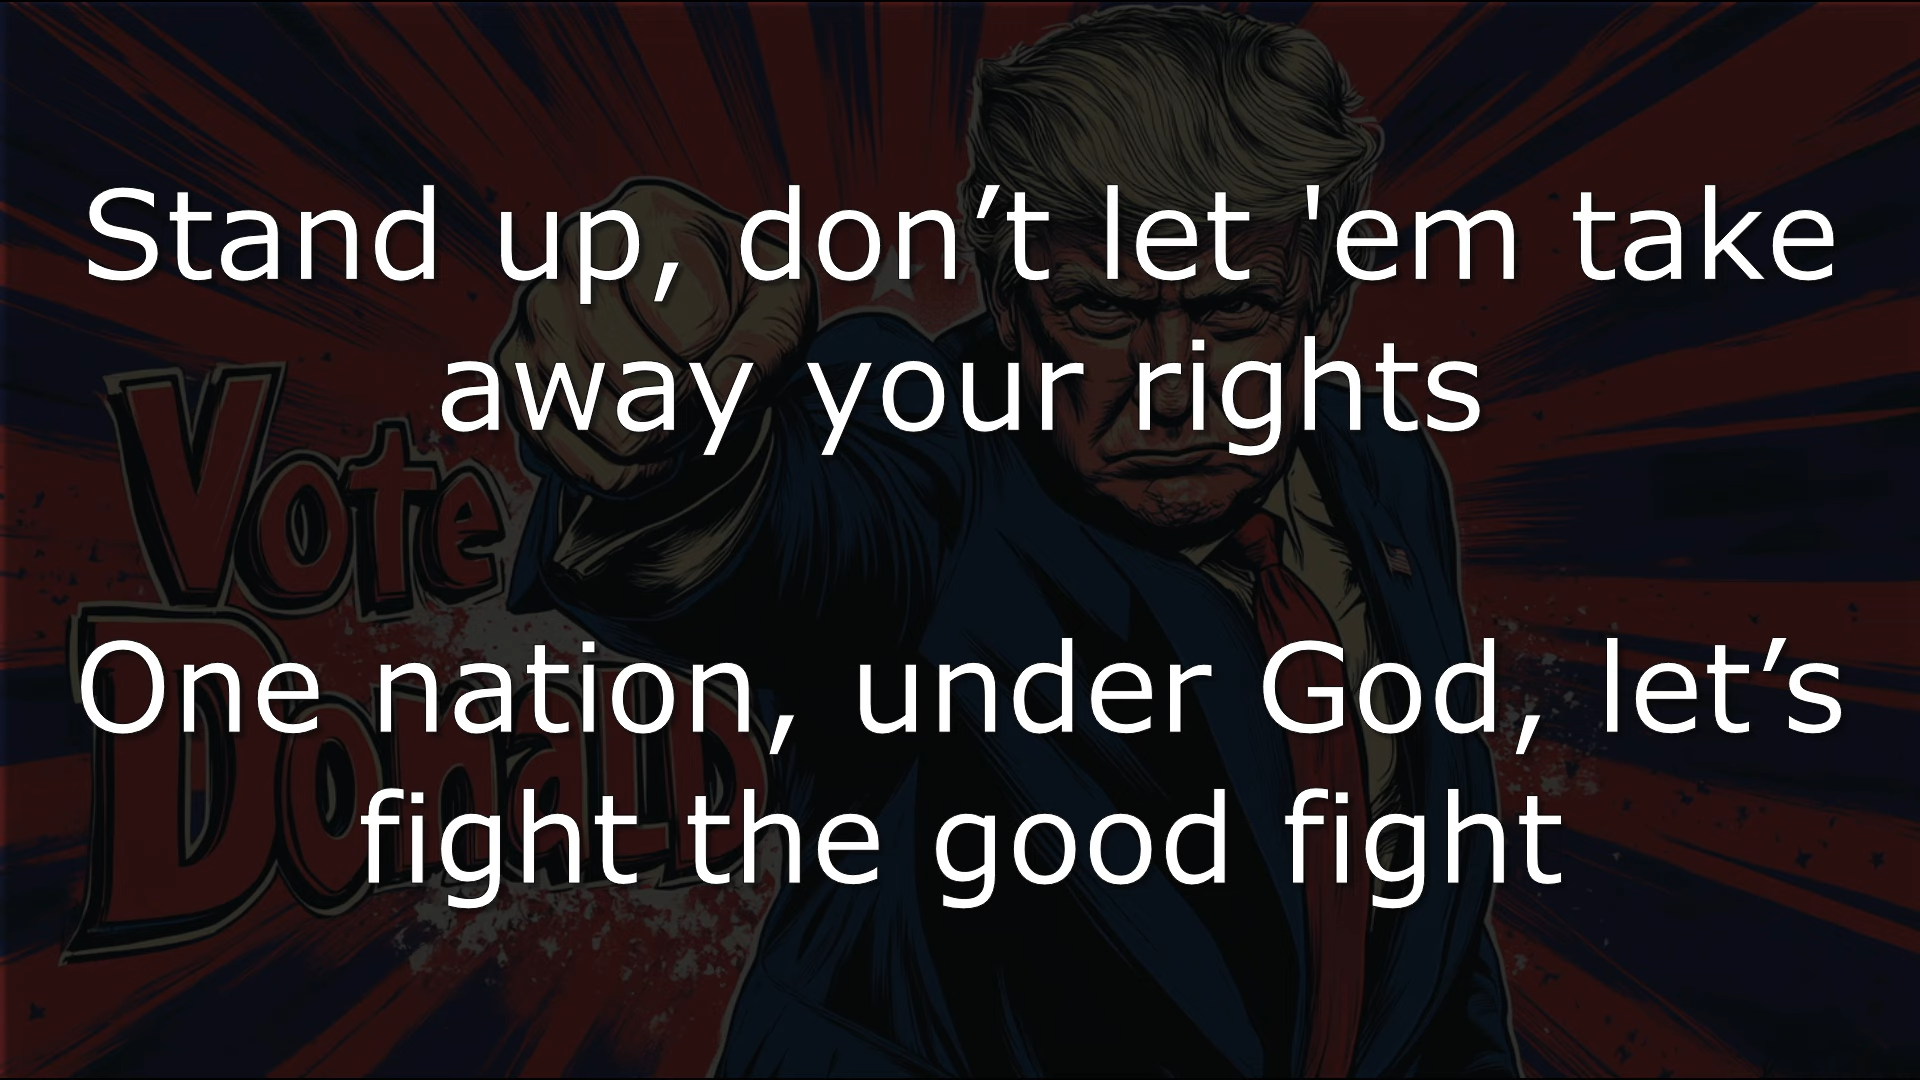 Stand up, don’t let 'em take
away your rights
Vote
One nation, under God, let’s
Donald
fight the good fight